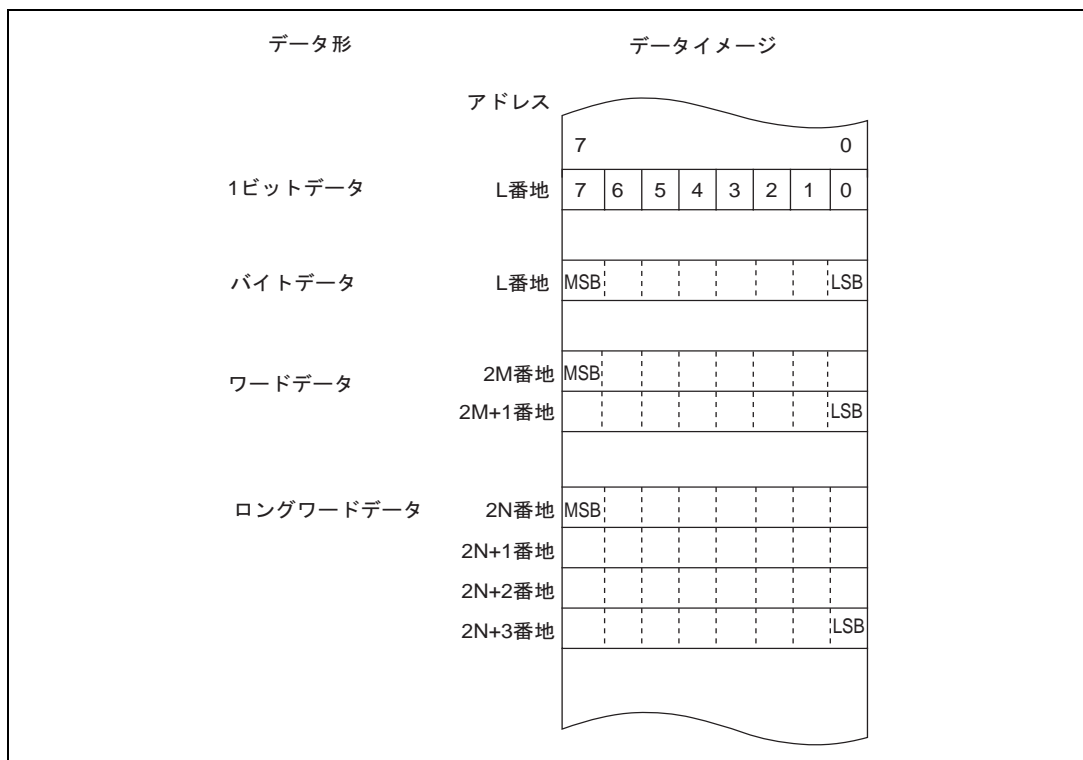 データ形 データイメージ
アドレス
7 0
1ビットデータ L番地 7 6 5 4 3 2 1 0
バイトデータ L番地 MSB LSB
ワードデータ 2M番地 MSB
2M+1番地 LSB
ロングワードデータ 2N番地 MSB
2N+1番地
2N+2番地
2N+3番地 LSB